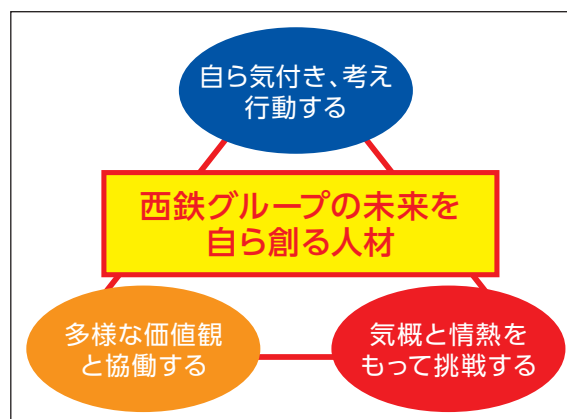 自ら気付き、考え
行動する
西鉄グループの未来を
自ら創る人材
多様な価値観
と協働する
気概と情熱を
もって挑戦する